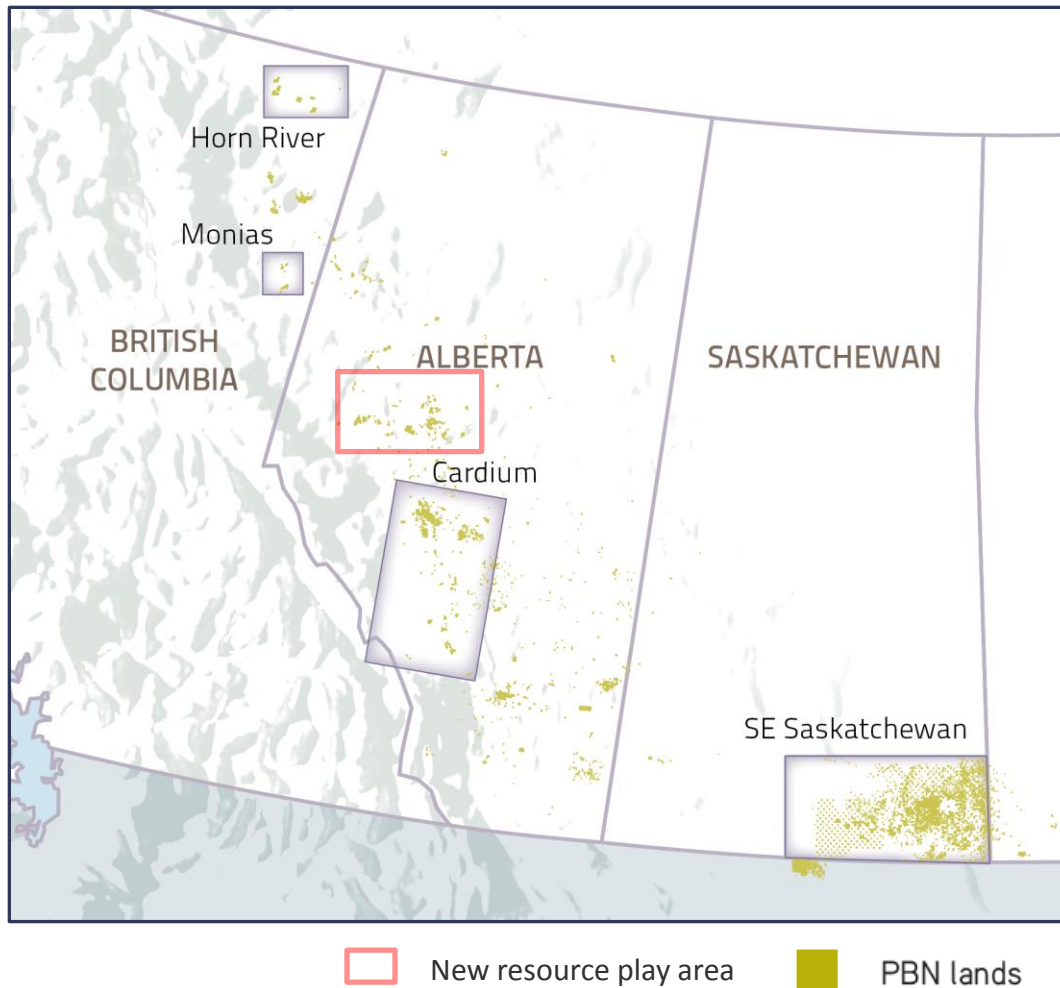 Horn River
Monias
BRITISH
COLUMBIA
ALBERTA
SASKATCHEWAN
Cardium
SE Saskatchewan
New resource play area
PBN lands